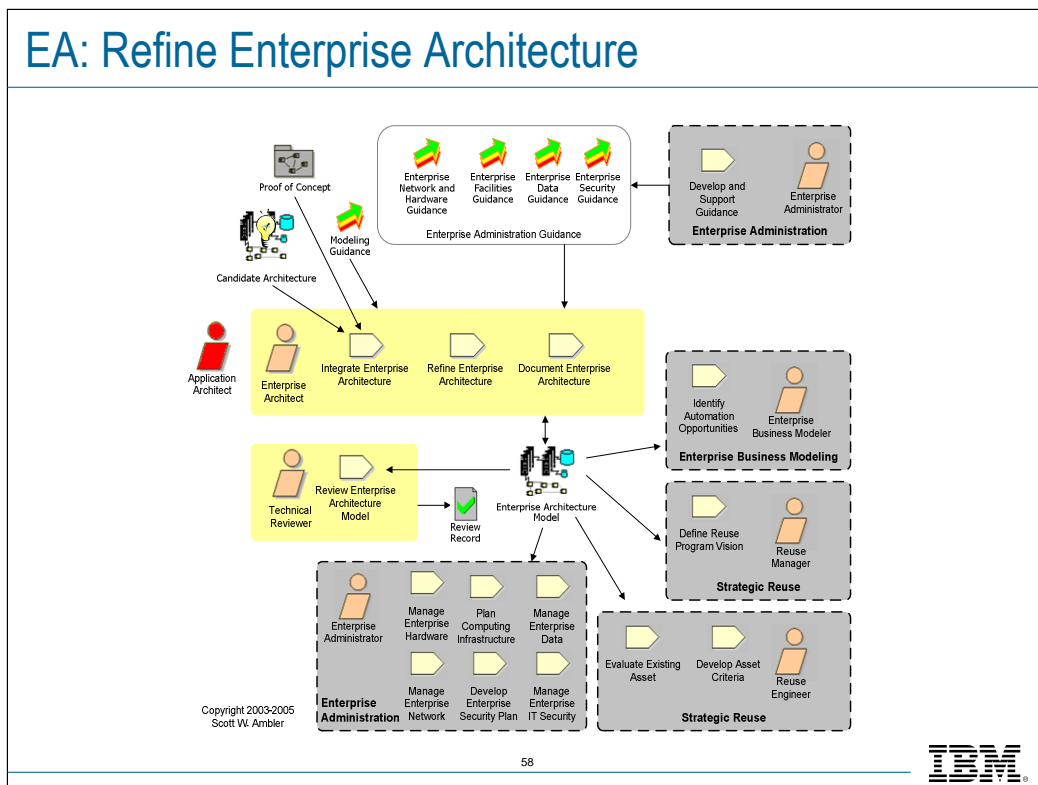 EA: Refine Enterprise Architecture
Proof of Concept
Candidate Architecture
Modeling
Guidance
Enterprise
Network and
Hardware
Guidance
Enterprise
Facilities
Guidance
Enterprise
Data
Guidance
Enterprise
Security
Guidance
Enterprise Administration Guidance
Develop and
Support
Guidance
Enterprise
Administrator
Enterprise Administration
Application
Architect
Enterprise
Architect
Integrate Enterprise
Architecture
Refine Enterprise
Architecture
Document Enterprise
Architecture
Identify
Automation
Opportunities
Enterprise
Business Modeler
Enterprise Business Modeling
Technical
Reviewer
Review Enterprise
Architecture
Model
Review
Record
Enterprise Architecture
Model
Define Reuse
Program Vision
Reuse
Manager
Strategic Reuse
Enterprise
Administrator
Manage
Enterprise
Hardware
Plan
Computing
Infrastructure
Manage
Enterprise
Data
Manage
Enterprise
Network
Develop
Enterprise
Security Plan
Manage
Enterprise
IT Security
Enterprise
Administration
Evaluate Existing
Asset
Develop Asset
Criteria
Reuse
Engineer
Strategic Reuse
Copyright 2003-2005
Scott W. Ambler
58
IBM®